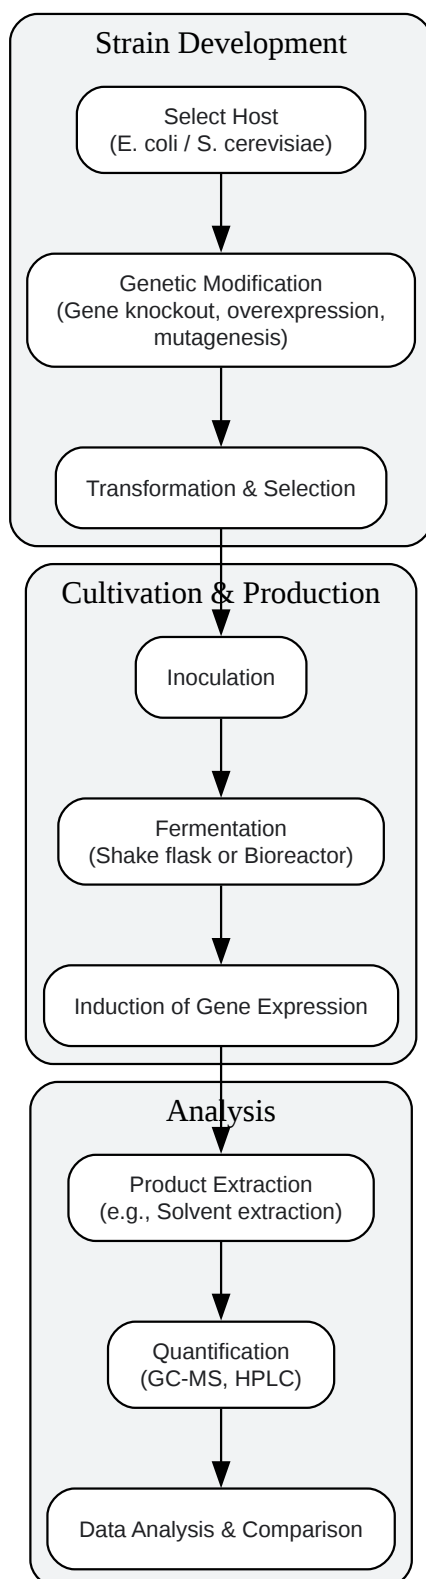 Strain Development
Select Host
(E. coli / S. cerevisiae)
Genetic Modification
(Gene knockout, overexpression,
mutagenesis)
Transformation & Selection
Cultivation & Production
Inoculation
Fermentation
(Shake flask or Bioreactor)
Induction of Gene Expression
Analysis
Product Extraction
(e.g., Solvent extraction)
Quantification
(GC-MS, HPLC)
Data Analysis & Comparison